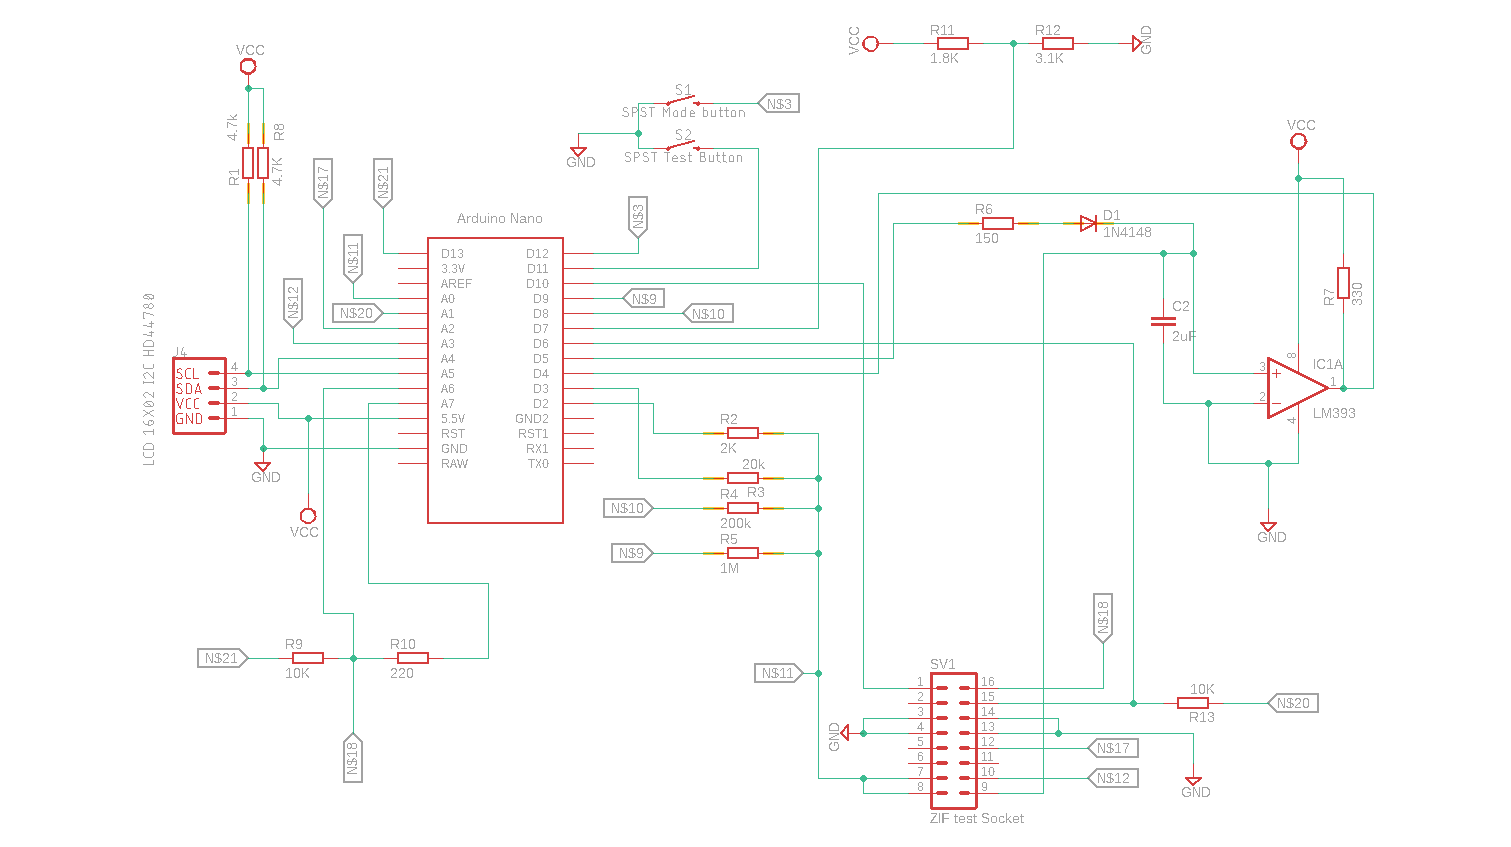 VCC
4.7k
R1
R8
4.7K
N$17
N$21
N$11
N$12
N$20
LCD 16X02 I2C HD44780
J4
SCL
SDA
VCC
GND
4
3
2
1
GND
VCC
Arduino Nano
D13
3.3V
AREF
A0
A1
A2
A3
A4
A5
A6
A7
5.5V
RST
GND
RAW
D12
D11
D10
D9
D8
D7
D6
D5
D4
D3
D2
GND2
RST1
RX1
TX0
S1
SPST Mode button
N$3
S2
SPST Test Button
GND
N$3
N$9
N$10
VCC
R11
1.8K
R12
3.1K
GND
R6
150
D1
1N4148
VCC
C2
2uF
R7
330
IC1A
LM393
3
2
8
4
1
GND
R2
2K
20k
R3
N$10
R4
200k
N$9
R5
1M
N$21
R9
10K
R10
220
N$18
N$11
N$18
SV1
1
2
3
4
5
6
7
8
16
15
14
13
12
11
10
9
GND
ZIF test Socket
10K
R13
N$20
N$17
N$12
GND